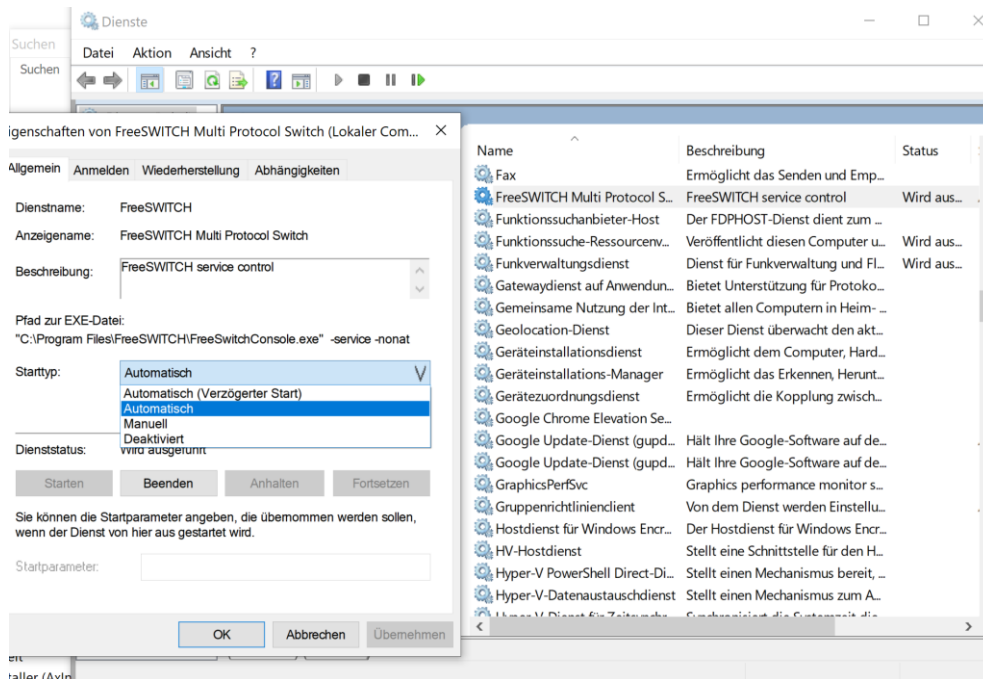 Dienste
Suchen
Suchen
Datei Aktion Ansicht ?
igenschaften von FreeSWITCH Multi Protocol Switch (Lokaler Com...
Allgemein Anmelden Wiederherstellung Abhängigkeiten
Dienstname: FreeSWITCH
Anzeigename: FreeSWITCH Multi Protocol Switch
Beschreibung: FreeSWITCH service control
Pfad zur EXE-Datei:
"C:\Program Files\FreeSWITCH\FreeSwitchConsole.exe" -service -nonat
Starttyp: Automatisch
Automatisch (Verzögerter Start)
Automatisch
Manuell
Deaktiviert
Dienststatus: Wird ausgeführt
Starten Beenden Anhalten Fortsetzen
Sie können die Startparameter angeben, die übernommen werden sollen,
wenn der Dienst von hier aus gestartet wird.
Startparameter:
OK Abbrechen Übernehmen
Name Beschreibung Status
Fax Ermöglicht das Senden und Emp...
FreeSWITCH Multi Protocol S... FreeSWITCH service control Wird aus...
Funktionssuchanbieter-Host Der FDPHOST-Dienst dient zum ...
Funktionssuche-Ressourcenv... Veröffentlicht diesen Computer u... Wird aus...
Funkverwaltungsdienst Dienst für Funkverwaltung und Fl... Wird aus...
Gatewaydienst auf Anwendun... Bietet Unterstützung für Protoko...
Gemeinsame Nutzung der Int... Bietet allen Computern in Heim- ...
Geolocation-Dienst Dieser Dienst überwacht den akt...
Geräteinstallationsdienst Ermöglicht dem Computer, Hard...
Geräteinstallations-Manager Ermöglicht das Erkennen, Herunt...
Gerätezuordnungsdienst Ermöglicht die Kopplung zwisch...
Google Chrome Elevation Se...
Google Update-Dienst (gupd... Hält Ihre Google-Software auf de...
Google Update-Dienst (gupd... Hält Ihre Google-Software auf de...
GraphicsPerfSvc Graphics performance monitor s...
Gruppenrichtlinienclient Von dem Dienst werden Einstellu...
Hostdienst für Windows Encr... Der Hostdienst für Windows Encr...
HV-Hostdienst Stellt eine Schnittstelle für den H...
Hyper-V PowerShell Direct-Di... Stellt einen Mechanismus bereit, ...
Hyper-V-Datenaustauschdienst Stellt einen Mechanismus zum A...
taller (AxIn